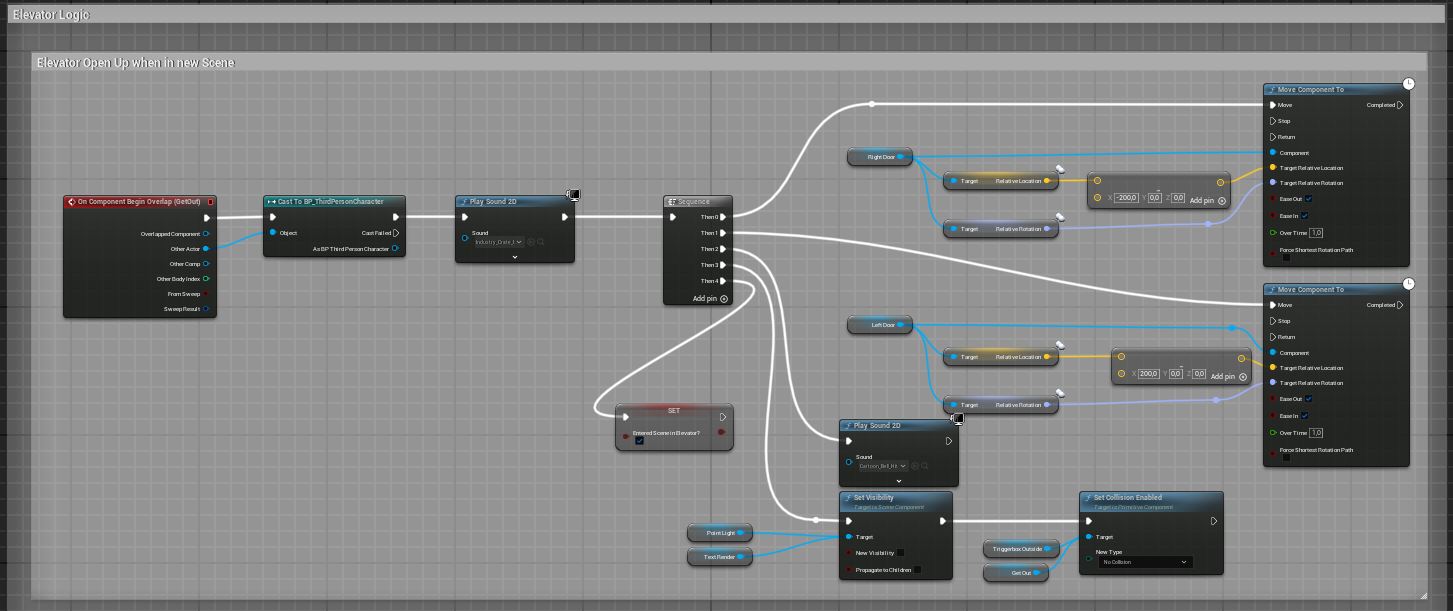 Elevator Logic
Elevator Open Up when in new Scene
On Component Begin Overlap (GetOut)
Overlapped Component
Other Actor
Other Comp
Other Body Index
From Sweep
Sweep Result
Cast To BP_ThirdPersonCharacter
Object
Cast Failed
As BP Third Person Character
Play Sound 2D
Sound
Sequence
Then 0
Then 1
Then 2
Then 3
Then 4
Add pin
Right Door
Target Relative Location
Target Relative Rotation
X -200,0 Y 0,0 Z 0,0 Add pin
Move Component To
Move Completed
Stop
Return
Component
Target Relative Location
Target Relative Rotation
Ease Out
Ease In
Over Time 1,0
Force Shortest Rotation Path
Left Door
Target Relative Location
Target Relative Rotation
X 200,0 Y 0,0 Z 0,0 Add pin
Move Component To
Move Completed
Stop
Return
Component
Target Relative Location
Target Relative Rotation
Ease Out
Ease In
Over Time 1,0
Force Shortest Rotation Path
SET
Entered Scene in Elevator?
Play Sound 2D
Sound
Cartoon_Bell_Hit
Point Light
Text Render
Set Visibility
Target is Scene Component
Target
New Visibility
Propagate to Children
Triggerbox Outside
Get Out
Set Collision Enabled
Target is Primitive Component
Target
New Type
No Collision